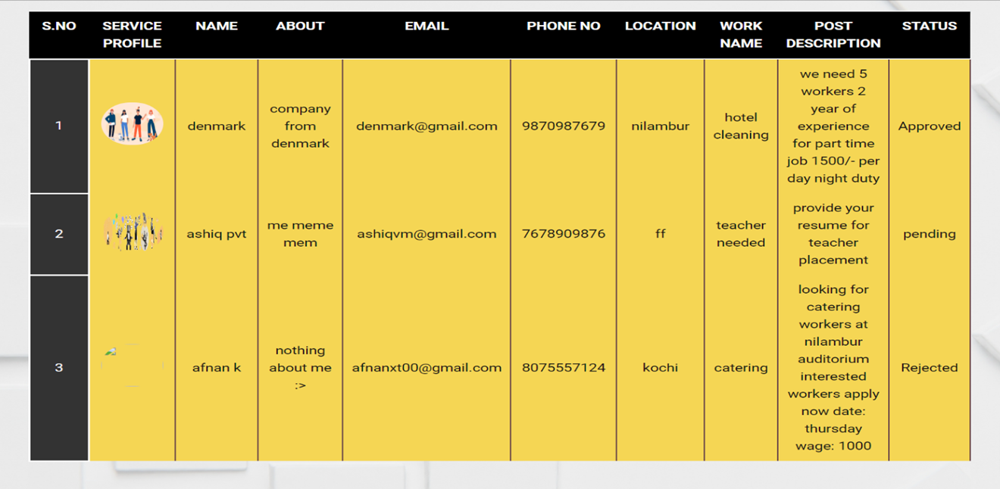 S.NO SERVICE PROFILE NAME ABOUT EMAIL PHONE NO LOCATION WORK NAME POST DESCRIPTION STATUS
1 denmark company from denmark denmark@gmail.com 9870987679 nilambur hotel cleaning we need 5 workers 2 year of experience for part time job 1500/- per day night duty Approved
2 ashiq pvt me meme mem ashiqvm@gmail.com 7678909876 ff teacher needed provide your resume for teacher placement pending
3 afnan k nothing about me :> afnanxt00@gmail.com 8075557124 kochi catering looking for catering workers at nilambur auditorium interested workers apply now date: thursday wage: 1000 Rejected